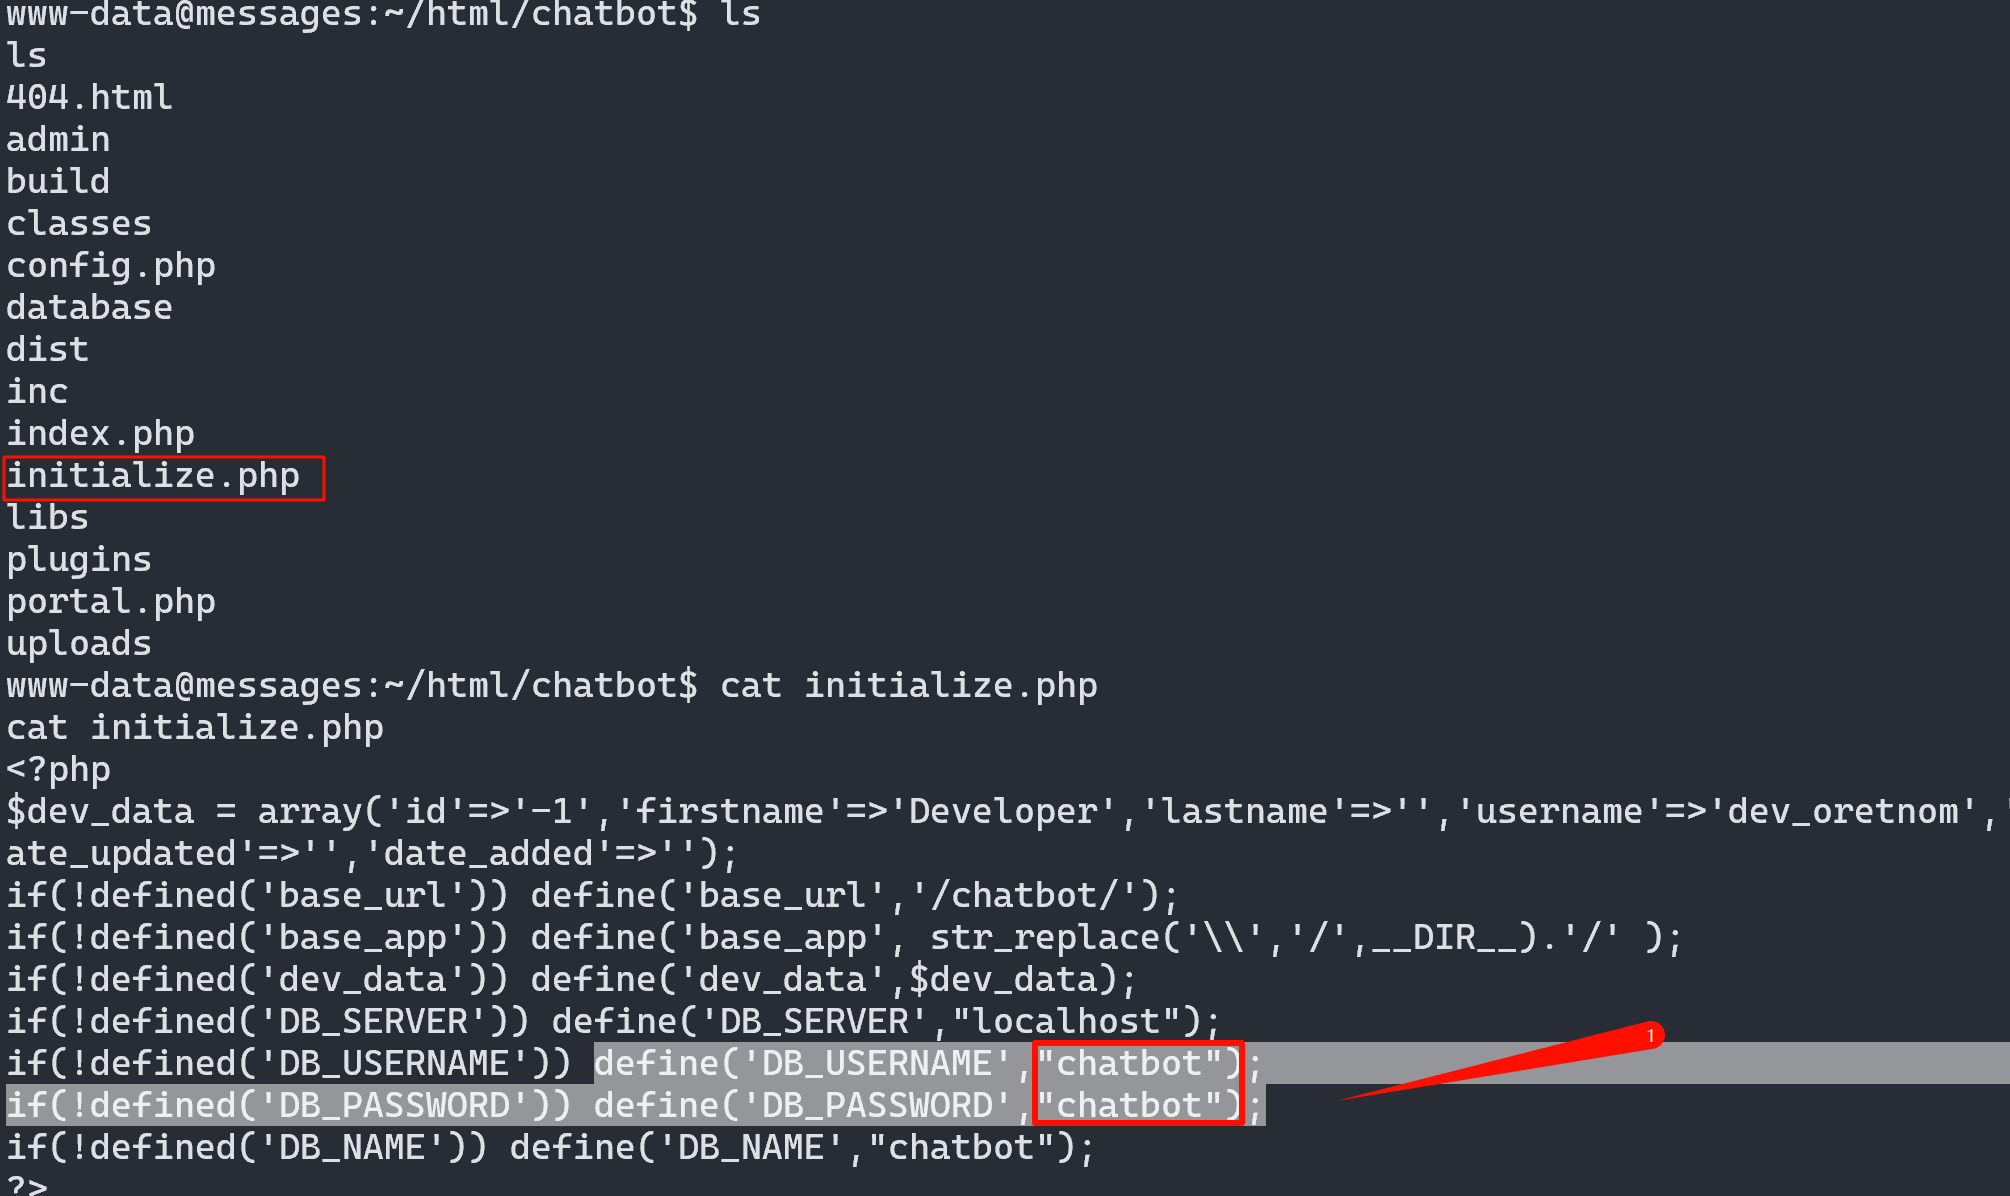 www-data@messages:~/html/chatbot$ ls
ls
404.html
admin
build
classes
config.php
database
dist
inc
index.php
initialize.php
libs
plugins
portal.php
uploads
www-data@messages:~/html/chatbot$ cat initialize.php
cat initialize.php
<?php
$dev_data = array('id'=>'-1','firstname'=>'Developer','lastname'=>'','username'=>'dev_oretnom','
ate_updated'=>'','date_added'=>'');
if(!defined('base_url')) define('base_url','/chatbot/');
if(!defined('base_app')) define('base_app', str_replace('\\','/',__DIR__).'/' );
if(!defined('dev_data')) define('dev_data',$dev_data);
if(!defined('DB_SERVER')) define('DB_SERVER',"localhost");
1
if(!defined('DB_USERNAME')) define('DB_USERNAME',"chatbot");
if(!defined('DB_PASSWORD')) define('DB_PASSWORD',"chatbot");
if(!defined('DB_NAME')) define('DB_NAME',"chatbot");
?>